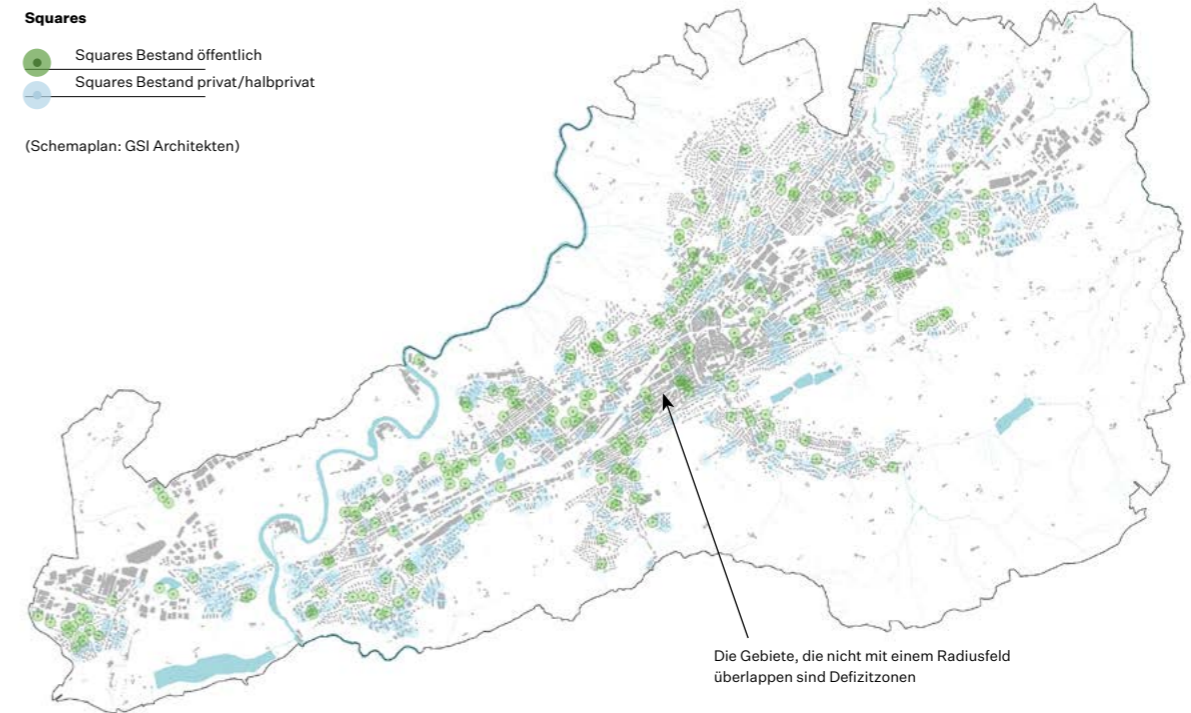 Squares
Squares Bestand öffentlich
Squares Bestand privat/halbprivat
(Schemaplan: GSI Architekten)
Die Gebiete, die nicht mit einem Radiusfeld
überlappen sind Defizitzonen